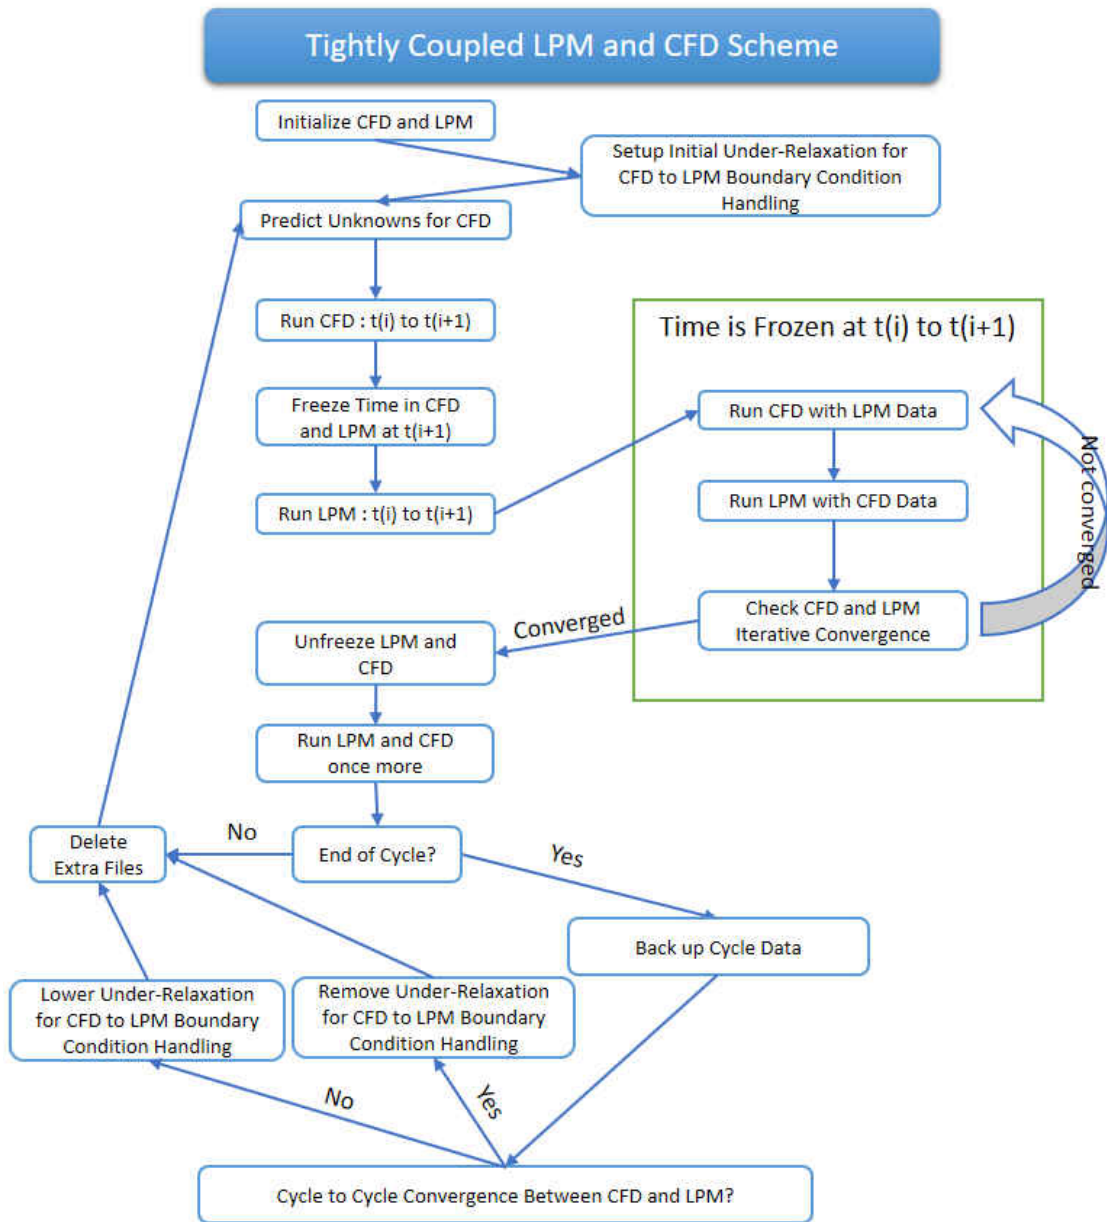 Tightly Coupled LPM and CFD Scheme
Initialize CFD and LPM
Setup Initial Under-Relaxation for
CFD to LPM Boundary Condition
Handling
Predict Unknowns for CFD
Run CFD : t(i) to t(i+1)
Freeze Time in CFD
and LPM at t(i+1)
Run LPM : t(i) to t(i+1)
Time is Frozen at t(i) to t(i+1)
Run CFD with LPM Data
Run LPM with CFD Data
Check CFD and LPM
Iterative Convergence
Not converged
Converged
Unfreeze LPM and
CFD
Run LPM and CFD
once more
End of Cycle?
No
Yes
Delete
Extra Files
Back up Cycle Data
Lower Under-Relaxation
for CFD to LPM Boundary
Condition Handling
Remove Under-Relaxation
for CFD to LPM Boundary
Condition Handling
No
Yes
Cycle to Cycle Convergence Between CFD and LPM?